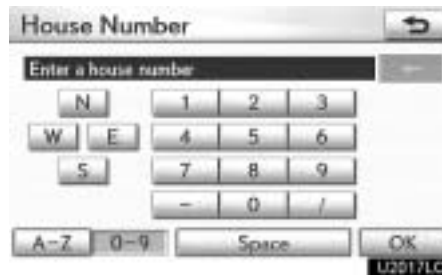 House Number
Enter a house number
N 1 2 3
W E 4 5 6
S 7 8 9
- 0 /
A-Z 0-9 Space OK
U2017LC